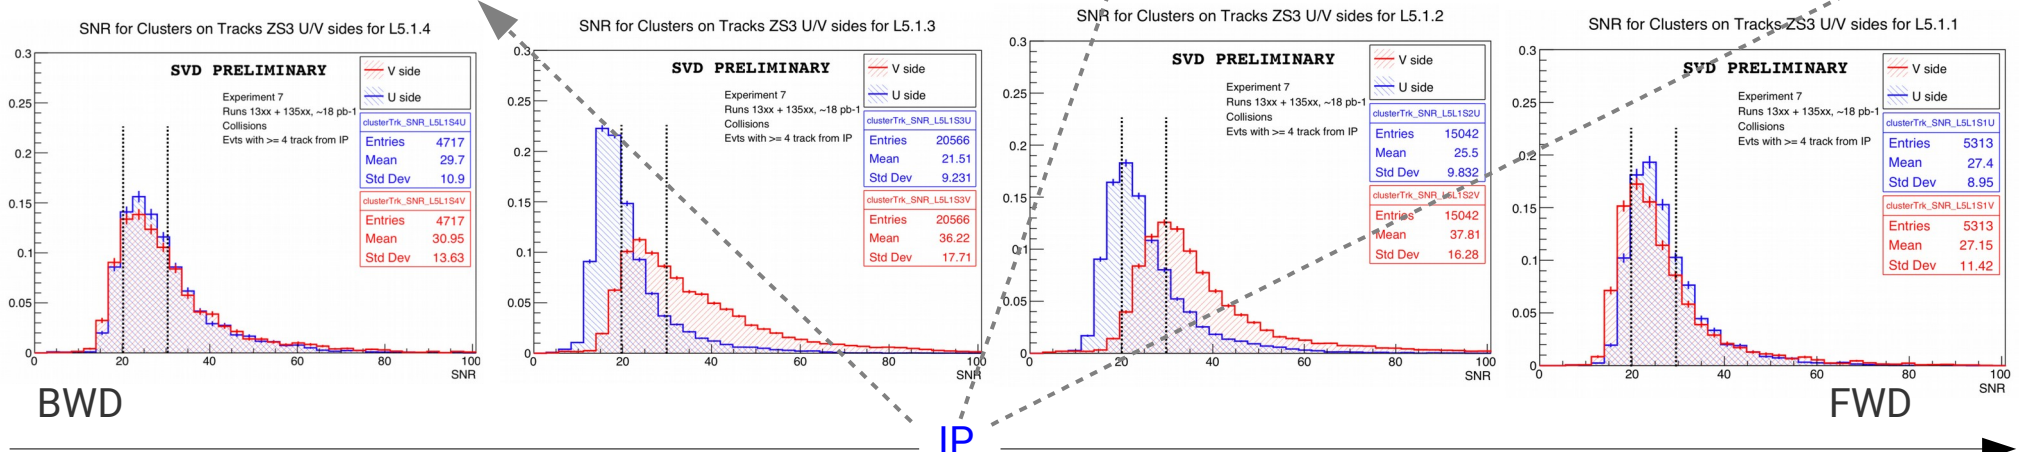 SNR for Clusters on Tracks ZS3 U/V sides for L5.1.4
0.3
0.25
0.2
0.15
0.1
0.05
0
20
40
60
80
100
SNR
SVD PRELIMINARY
Experiment 7
Runs 13xx + 135xx, ~18 pb-1
Collisions
Evts with >= 4 track from IP
V side
U side
clusterTrk_SNR_L5L1S4U
Entries 4717
Mean 29.7
Std Dev 10.9
clusterTrk_SNR_L5L1S4V
Entries 4717
Mean 30.95
Std Dev 13.63
SNR for Clusters on Tracks ZS3 U/V sides for L5.1.3
0.3
0.25
0.2
0.15
0.1
0.05
0
0
20
40
60
80
100
SNR
SVD PRELIMINARY
Experiment 7
Runs 13xx + 135xx, ~18 pb-1
Collisions
Evts with >= 4 track from IP
V side
U side
clusterTrk_SNR_L5L1S3U
Entries 20566
Mean 21.51
Std Dev 9.231
clusterTrk_SNR_L5L1S3V
Entries 20566
Mean 36.22
Std Dev 17.71
SNR for Clusters on Tracks ZS3 U/V sides for L5.1.2
0.3
0.25
0.2
0.15
0.1
0.05
0
0
20
40
60
80
100
SNR
SVD PRELIMINARY
Experiment 7
Runs 13xx + 135xx, ~18 pb-1
Collisions
Evts with >= 4 track from IP
V side
U side
clusterTrk_SNR_L5L1S2U
Entries 15042
Mean 25.5
Std Dev 9.832
clusterTrk_SNR_L5L1S2V
Entries 15042
Mean 37.81
Std Dev 16.28
SNR for Clusters on Tracks ZS3 U/V sides for L5.1.1
0.3
0.25
0.2
0.15
0.1
0.05
0
0
20
40
60
80
100
SNR
SVD PRELIMINARY
Experiment 7
Runs 13xx + 135xx, ~18 pb-1
Collisions
Evts with >= 4 track from IP
V side
U side
clusterTrk_SNR_L5L1S1U
Entries 5313
Mean 27.4
Std Dev 8.95
clusterTrk_SNR_L5L1S1V
Entries 5313
Mean 27.15
Std Dev 11.42
BWD
IP
FWD